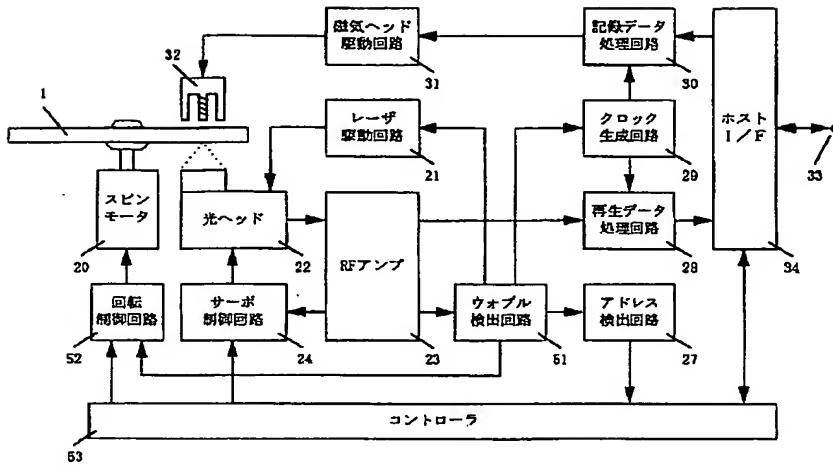 磁気ヘッド
駆動回路
記録データ
処理回路
32
31
30
1
レーザ
駆動回路
クロック
生成回路
ホスト
I/F
21
29
33
スピン
モータ
光ヘッド
再生データ
処理回路
20
22
RFアンプ
28
34
回転
制御回路
サーボ
制御回路
ウォブル
検出回路
アドレス
検出回路
52
24
23
51
27
コントローラ
53